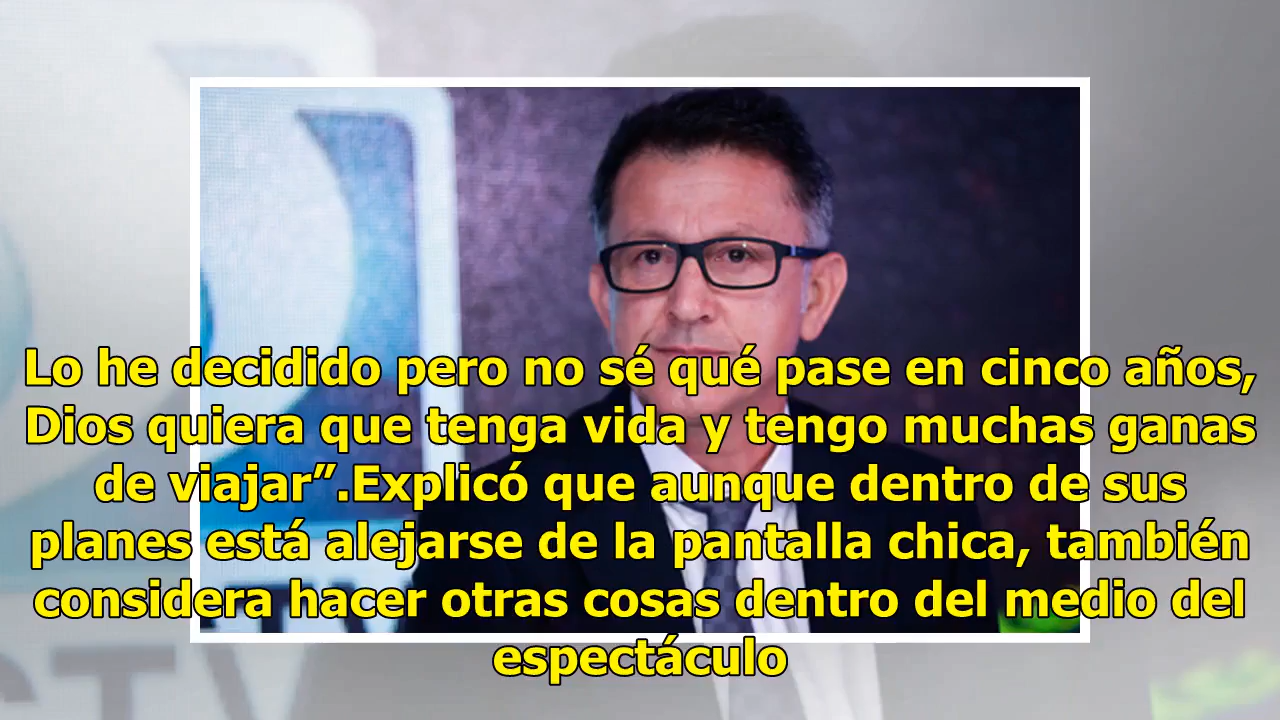 Lo he decidido pero no sé qué pase en cinco años,
Dios quiera que tenga vida y tengo muchas ganas
de viajar”.Explicó que aunque dentro de sus
planes está alejarse de la pantalla chica, también
considera hacer otras cosas dentro del medio del
espectáculo